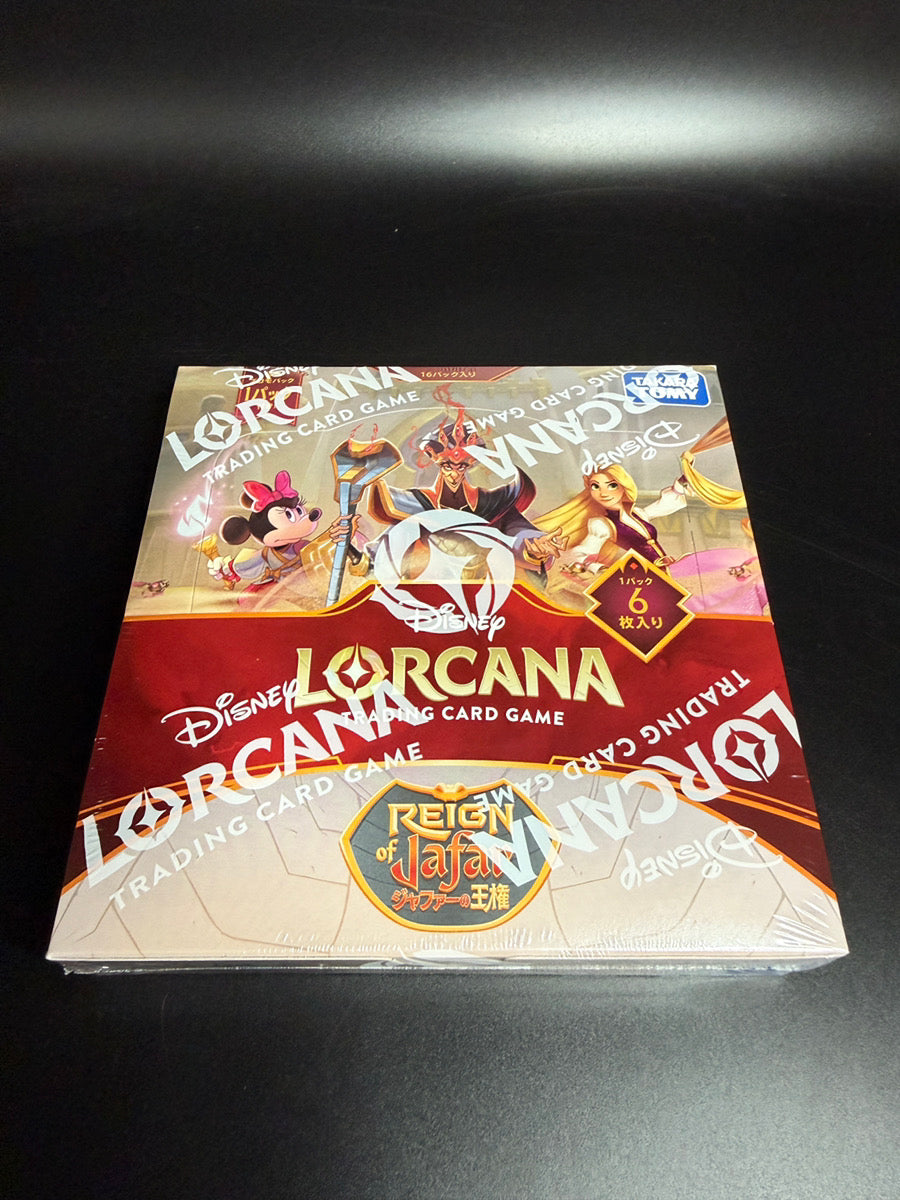 16パック入り
TAKARA
TOMY
Disney
LORCANA
TRADING CARD GAME
Disney
LORCANA
TRADING CARD GAME
1パック
6
枚入り
Disney
LORCANA
TRADING CARD GAME
Disney
LORCANA
TRADING CARD GAME
Disney
LORCANA
TRADING CARD GAME
REIGN
of Jafar
ジャファーの王権